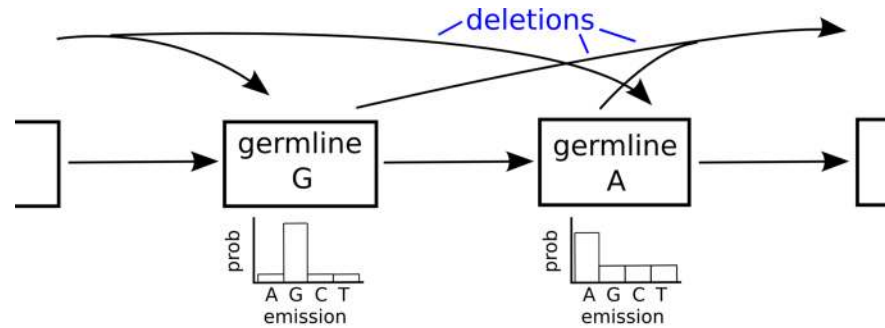 deletions
germline
G
germline
A
prob
A G C T
emission
prob
A G C T
emission